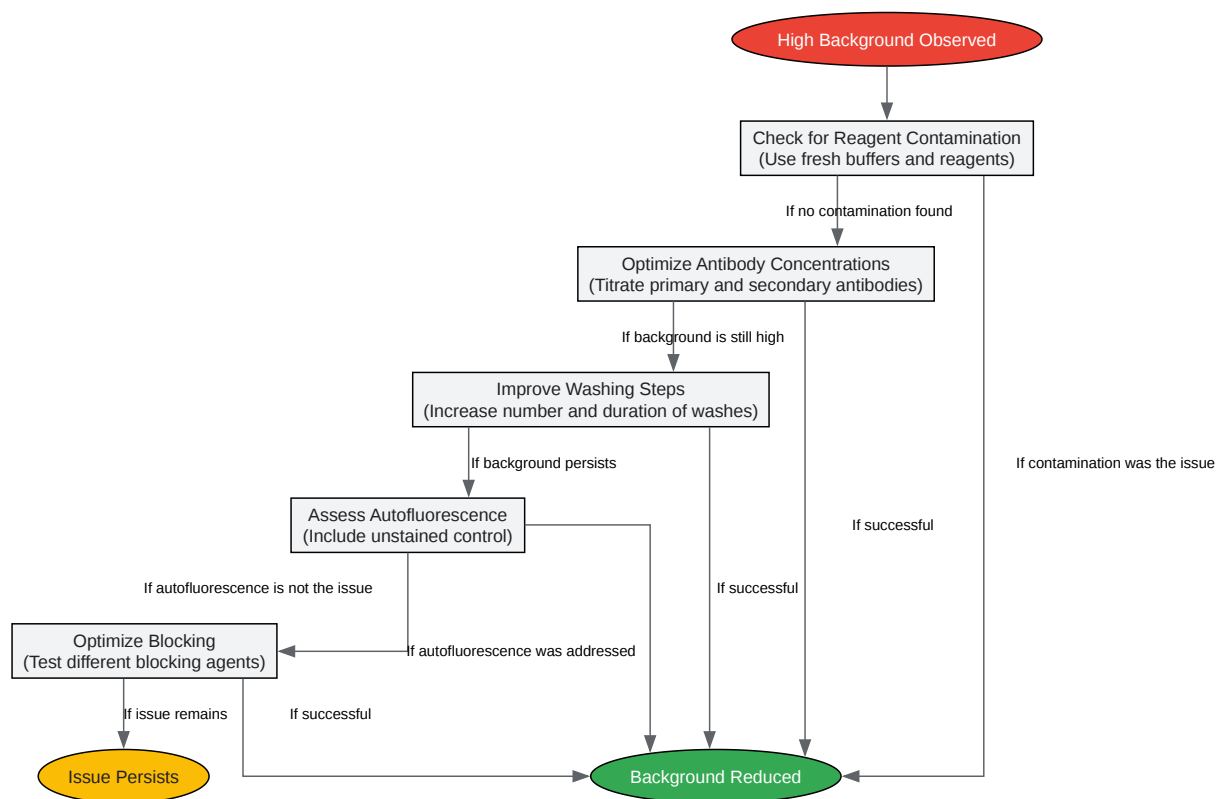 High Background Observed
Check for Reagent Contamination
(Use fresh buffers and reagents)
If no contamination found
Optimize Antibody Concentrations
(Titrate primary and secondary antibodies)
If background is still high
Improve Washing Steps
(Increase number and duration of washes)
If background persists
If contamination was the issue
Assess Autofluorescence
(Include unstained control)
If successful
If autofluorescence is not the issue
If successful
Optimize Blocking
(Test different blocking agents)
If autofluorescence was addressed
If issue remains
If successful
Issue Persists
Background Reduced